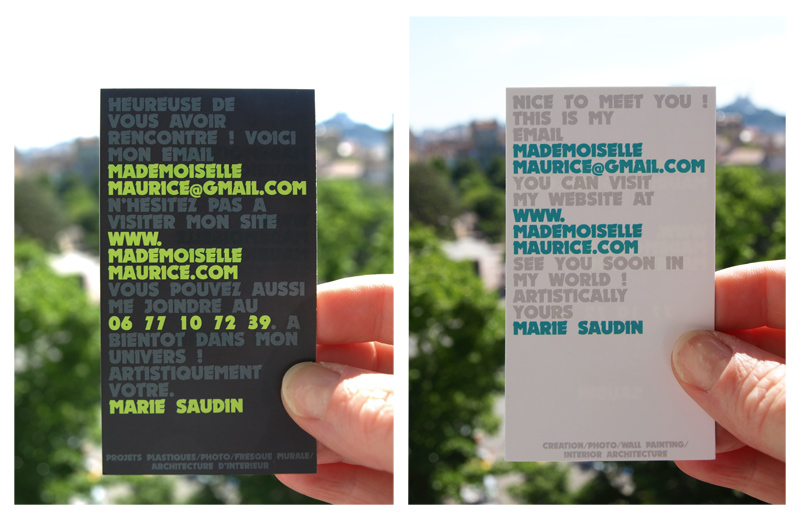 HEUREUSE DE
VOUS AVOIR
RENCONTRE ! VOICI
MON EMAIL
MADEMOISELLE
MAURICE@GMAIL.COM
N'HESITEZ PAS A
VISITER MON SITE
WWW.
MADEMOISELLE
MAURICE.COM
VOUS POUVEZ AUSSI
ME JOINDRE AU
06 77 10 72 39. A
BIENTOT DANS MON
UNIVERS !
ARTISTIQUEMENT
VOTRE.
MARIE SAUDIN
PROJETS PLASTIQUES/PHOTO/FRESQUE MURALE/
ARCHITECTURE D'INTERIEUR
NICE TO MEET YOU !
THIS IS MY
EMAIL
MADEMOISELLE
MAURICE@GMAIL.COM
YOU CAN VISIT
MY WEBSITE AT
WWW.
MADEMOISELLE
MAURICE.COM
SEE YOU SOON IN
MY WORLD !
ARTISTICALLY
YOURS
MARIE SAUDIN
CREATION/PHOTO/WALL PAINTING/
INTERIOR ARCHITECTURE